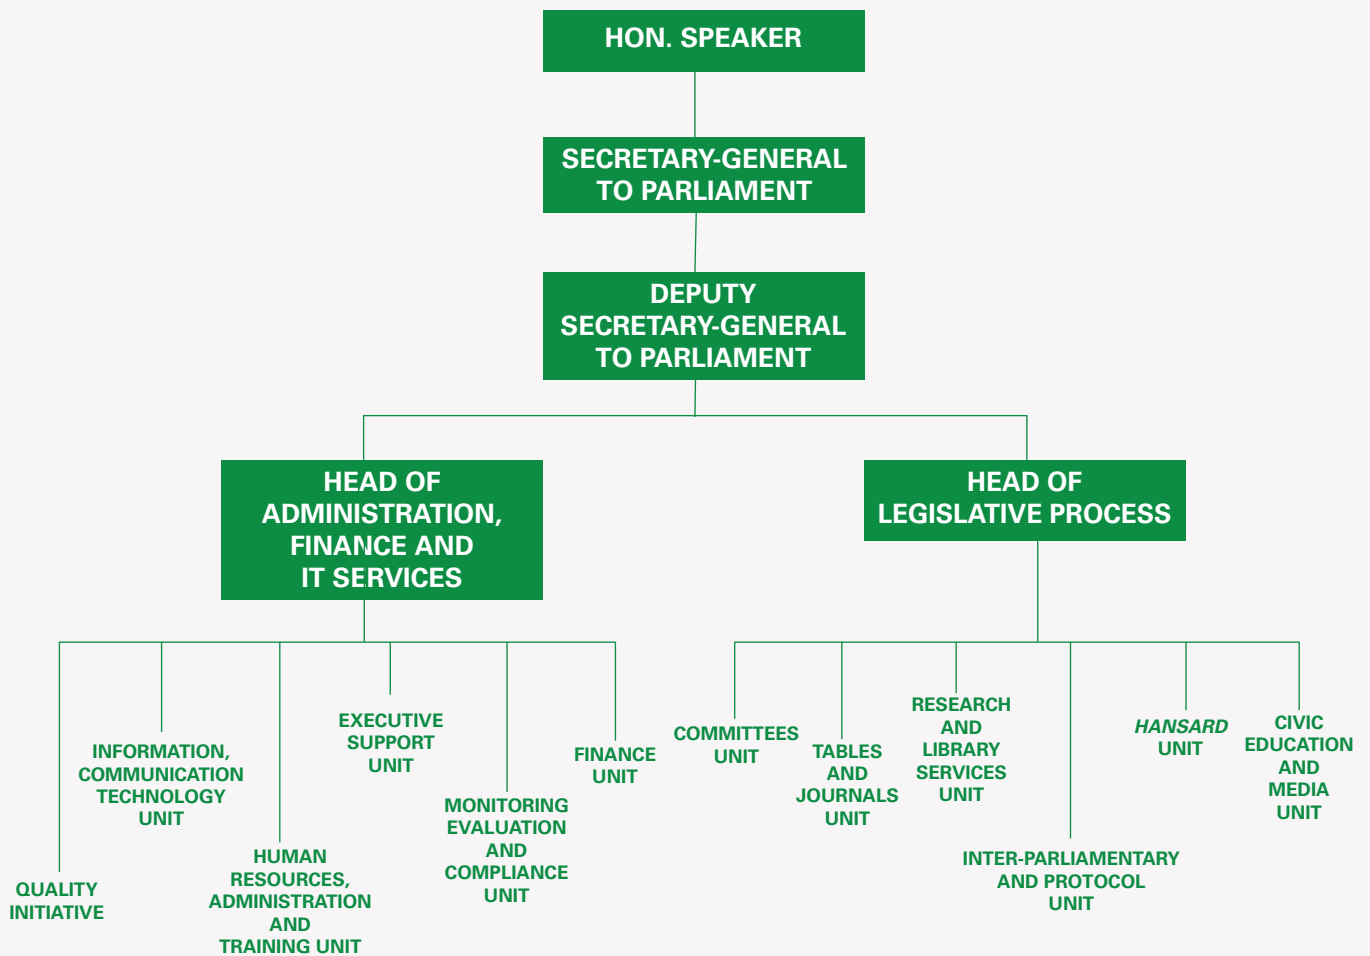 HON. SPEAKER
SECRETARY-GENERAL
TO PARLIAMENT
DEPUTY
SECRETARY-GENERAL
TO PARLIAMENT
HEAD OF
ADMINISTRATION,
FINANCE AND
IT SERVICES
HEAD OF
LEGISLATIVE PROCESS
QUALITY
INITIATIVE
INFORMATION,
COMMUNICATION
TECHNOLOGY
UNIT
HUMAN
RESOURCES,
ADMINISTRATION
AND
TRAINING UNIT
EXECUTIVE
SUPPORT
UNIT
MONITORING
EVALUATION
AND
COMPLIANCE
UNIT
FINANCE
UNIT
COMMITTEES
UNIT
TABLES
AND
JOURNALS
UNIT
RESEARCH
AND
LIBRARY
SERVICES
UNIT
INTER-PARLIAMENTARY
AND PROTOCOL
UNIT
HANSARD
UNIT
CIVIC
EDUCATION
AND
MEDIA
UNIT